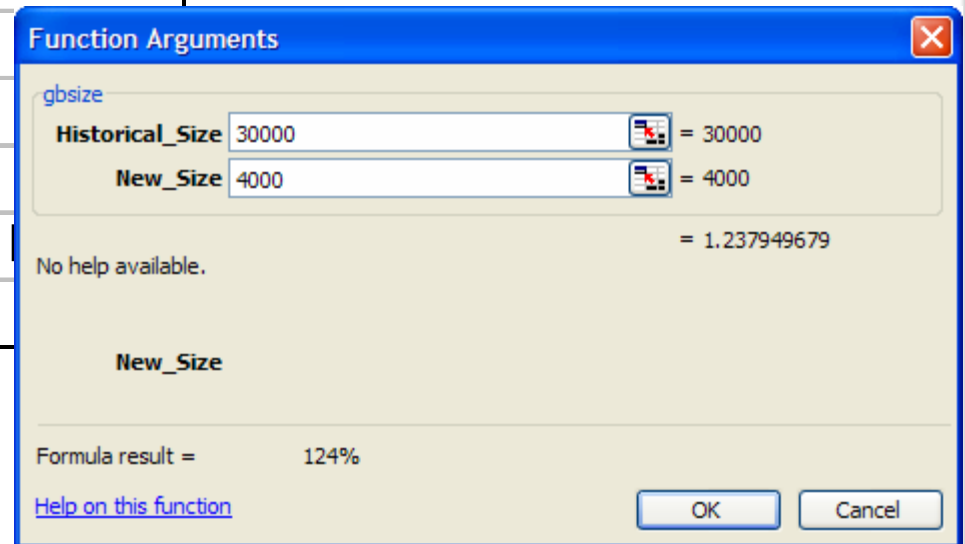 Function Arguments
gbsize
Historical_Size 30000 = 30000
New_Size 4000 = 4000
= 1.237949679
No help available.
New_Size
Formula result = 124%
Help on this function
OK Cancel